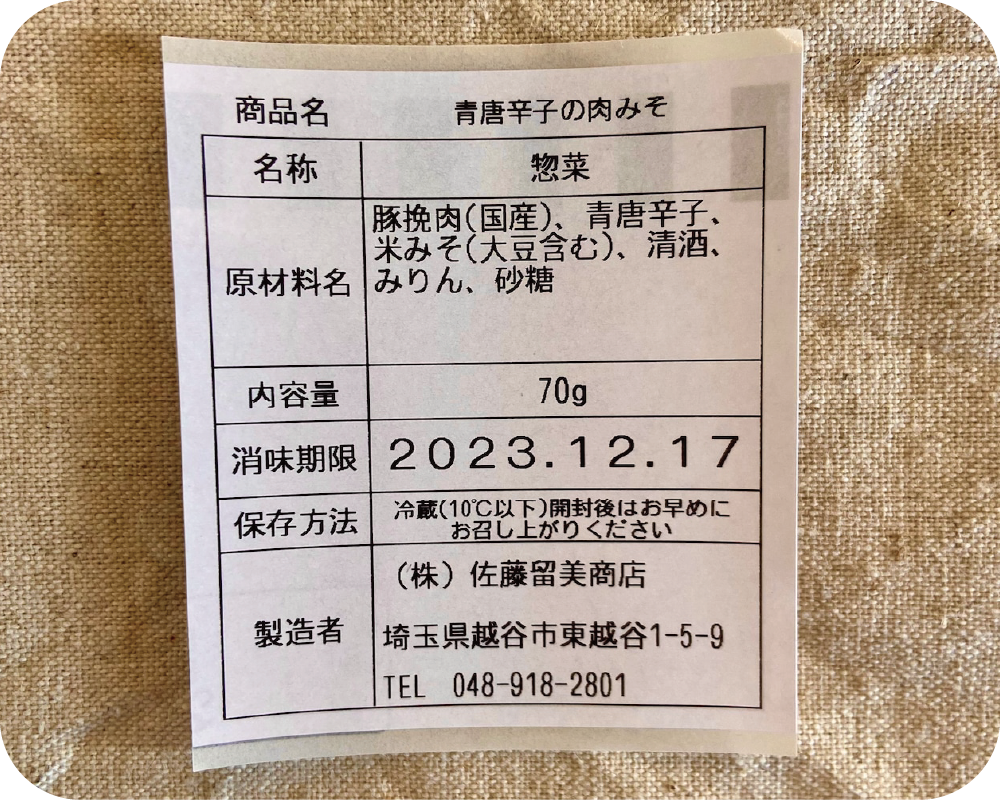 商品名 青唐辛子の肉みそ
名称 惣菜
原材料名 豚挽肉(国産)、青唐辛子、
米みそ(大豆含む)、清酒、
みりん、砂糖
内容量 70g
消味期限 2023.12.17
保存方法 冷蔵(10℃以下)開封後はお早めに
お召し上がりください
製造者 (株)佐藤留美商店
埼玉県越谷市東越谷1-5-9
TEL 048-918-2801